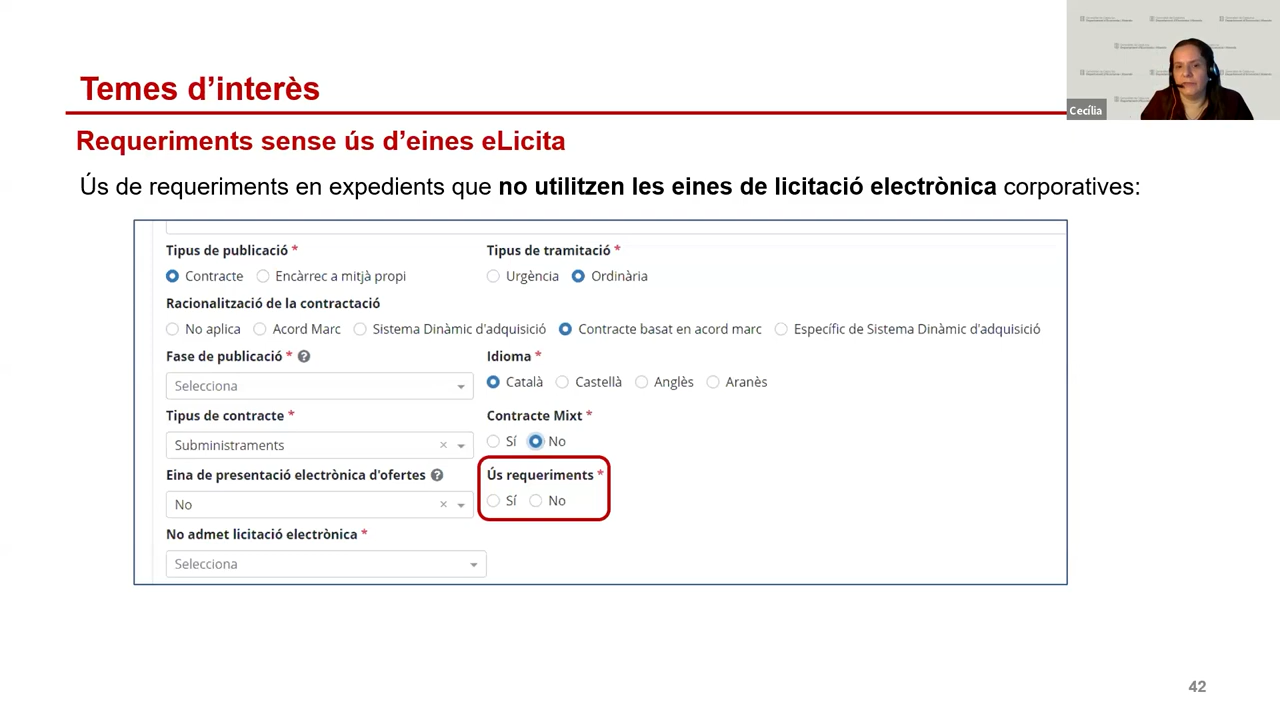 Temes d'interès
Cecília
Requeriments sense ús d'eines eLicita
Ús de requeriments en expedients que no utilitzen les eines de licitació electrònica corporatives:
Tipus de publicació * Tipus de tramitació *
Contracte Encàrrec a mitjà propi Urgència Ordinària
Racionalització de la contractació
No aplica Acord Marc Sistema Dinàmic d'adquisició Contracte basat en acord marc Específic de Sistema Dinàmic d'adquisició
Fase de publicació * Idioma *
Selecciona Català Castellà Anglès Aranès
Tipus de contracte * Contracte Mixt *
Subministraments Sí No
Eina de presentació electrònica d'ofertes Ús requeriments *
No Sí No
No admet licitació electrònica *
Selecciona
42